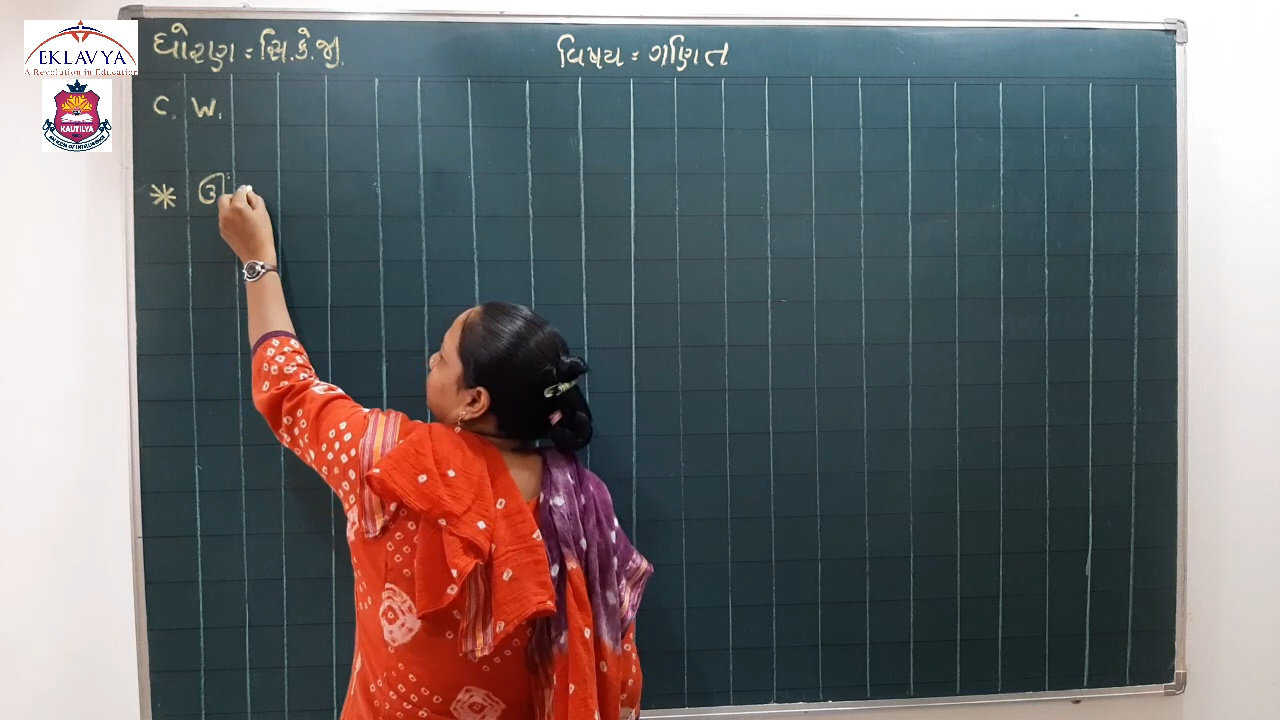 EKLAVYA
A Revolution in Education
KAUTILYA
ધોરણ = સિ.કે.જી.
વિષય = ગણિત
C. W.
*